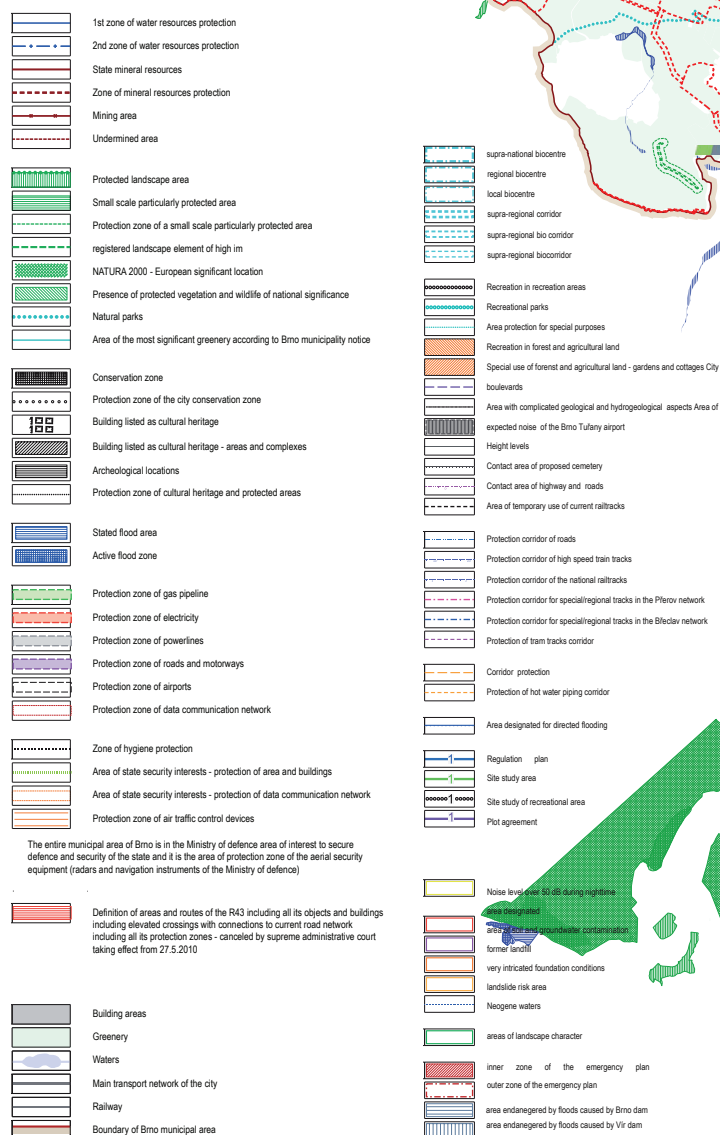 1st zone of water resources protection
2nd zone of water resources protection
State mineral resources
Zone of mineral resources protection
Mining area
Undermined area
Protected landscape area
Small scale particularly protected area
Protection zone of a small scale particularly protected area
registered landscape element of high im
NATURA 2000 - European significant location
Presence of protected vegetation and wildlife of national significance
Natural parks
Area of the most significant greenery according to Brno municipality notice
Conservation zone
Protection zone of the city conservation zone
Building listed as cultural heritage
Building listed as cultural heritage - areas and complexes
Archeological locations
Protection zone of cultural heritage and protected areas
Stated flood area
Active flood zone
Protection zone of gas pipeline
Protection zone of electricity
Protection zone of powerlines
Protection zone of roads and motorways
Protection zone of airports
Protection zone of data communication network
Zone of hygiene protection
Area of state security interests - protection of area and buildings
Area of state security interests - protection of data communication network
Protection zone of air traffic control devices
The entire municipal area of Brno is in the Ministry of defence area of interest to secure
defence and security of the state and it is the area of protection zone of the aerial security
equipment (radars and navigation instruments of the Ministry of defence)
Definition of areas and routes of the R43 including all its objects and buildings
including elevated crossings with connections to current road network
including all its protection zones - canceled by supreme administrative court
taking effect from 27.5.2010
Building areas
Greenery
Waters
Main transport network of the city
Railway
Boundary of Brno municipal area
supra-national biocentre
regional biocentre
local biocentre
supra-regional corridor
supra-regional bio corridor
supra-regional biocorridor
Recreation in recreation areas
Recreational parks
Area protection for special purposes
Recreation in forest and agricultural land
Special use of forenst and agricultural land - gardens and cottages City
boulevards
Area with complicated geological and hydrogeological aspects Area of
expected noise of the Brno Tufany airport
Height levels
Contact area of proposed cemetery
Contact area of highway and roads
Area of temporary use of current railtracks
Protection corridor of roads
Protection corridor of high speed train tracks
Protection corridor of the national railtracks
Protection corridor for special/regional tracks in the Přerov network
Protection corridor for special/regional tracks in the Břeclav network
Protection of tram tracks corridor
Corridor protection
Protection of hot water piping corridor
Area designated for directed flooding
1 Regulation plan
1 Site study area
1 Site study of recreational area
1 Plot agreement
Noise level over 50 dB during nighttime
area designated
area of soil and groundwater contamination
former landfill
very intricated foundation conditions
landslide risk area
Neogene waters
areas of landscape character
inner zone of the emergency plan
outer zone of the emergency plan
area endanegered by floods caused by Brno dam
area endanegered by floods caused by Vír dam